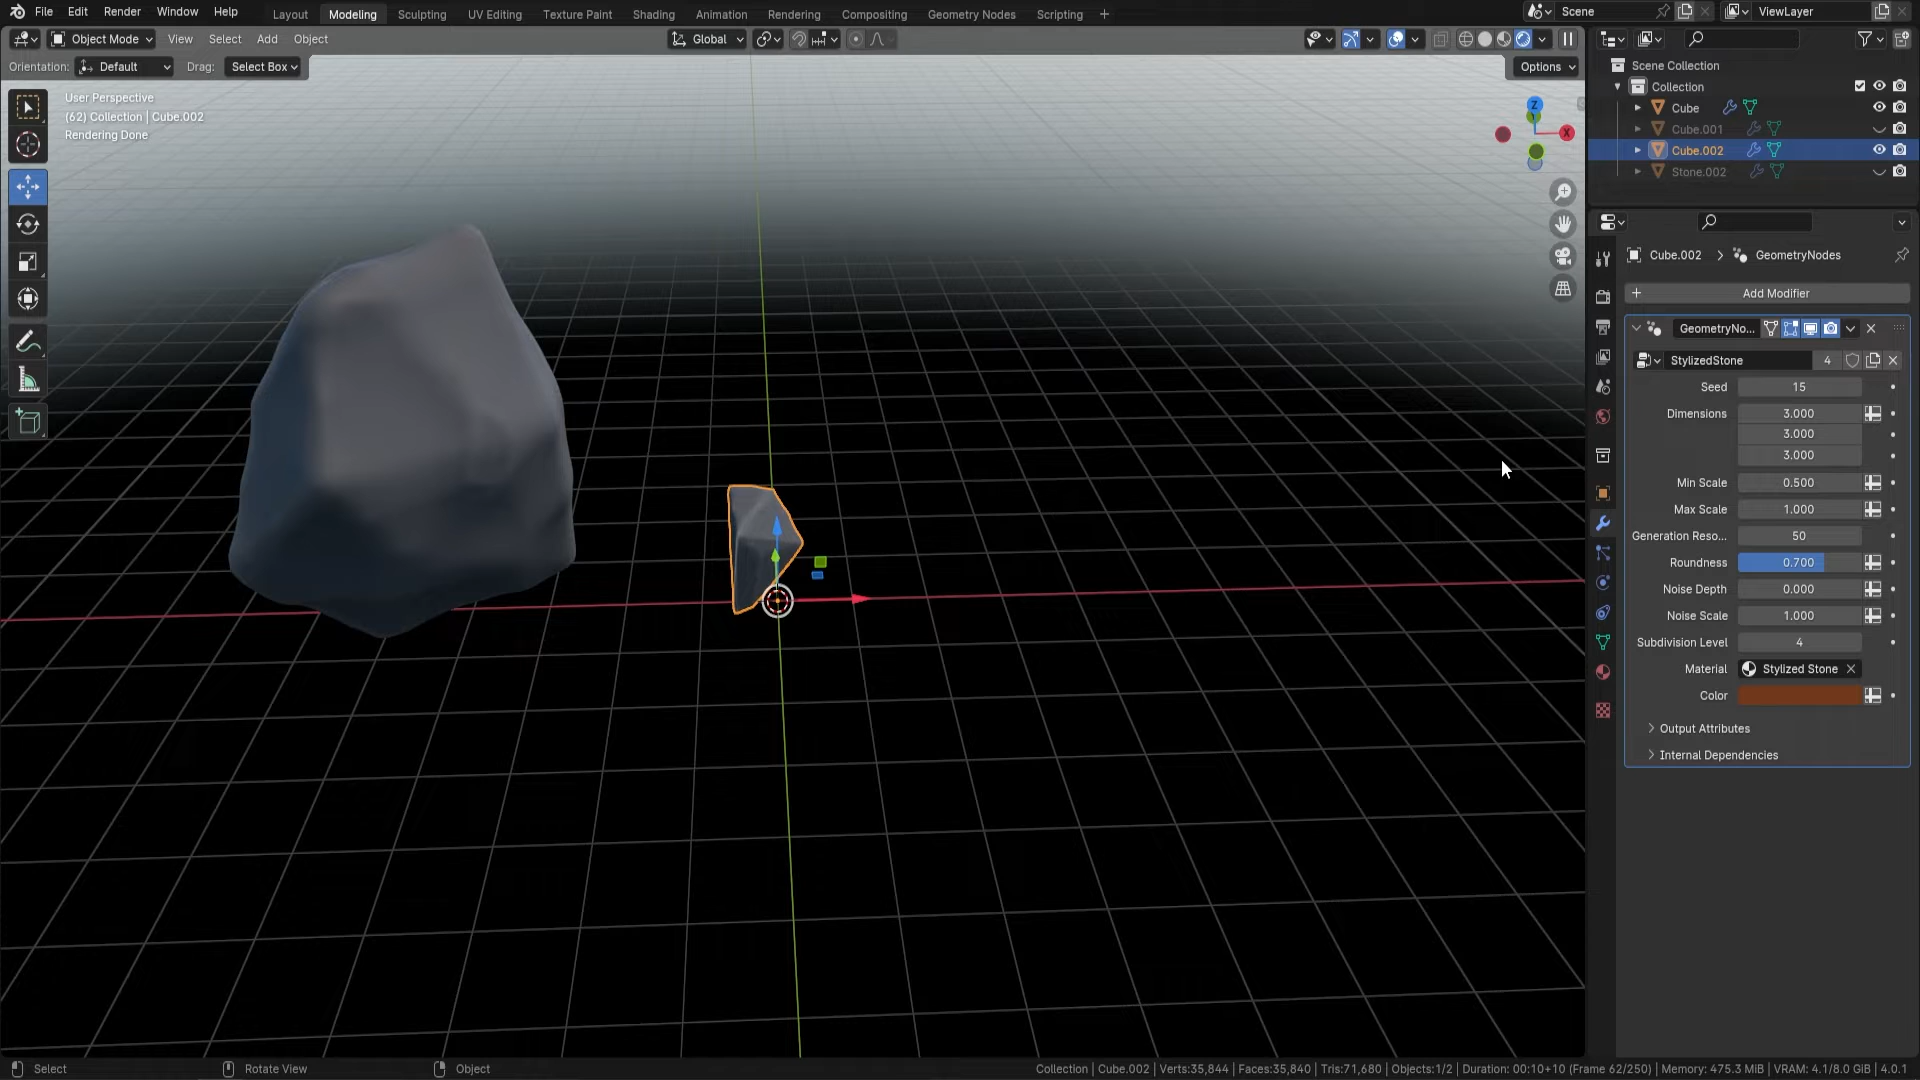 File Edit Render Window Help Layout Modeling Sculpting UV Editing Texture Paint Shading Animation Rendering Compositing Geometry Nodes Scripting + Scene ViewLayer
Object Mode View Select Add Object Global
Orientation: Default Drag: Select Box Options
User Perspective
(62) Collection | Cube.002
Rendering Done
Z
X
Scene Collection
Collection
Cube
Cube.001
Cube.002
Stone.002
Cube.002 > GeometryNodes
+ Add Modifier
GeometryNo...
StylizedStone 4
Seed 15
Dimensions 3.000
3.000
3.000
Min Scale 0.500
Max Scale 1.000
Generation Reso... 50
Roundness 0.700
Noise Depth 0.000
Noise Scale 1.000
Subdivision Level 4
Material Stylized Stone
Color
Output Attributes
Internal Dependencies
Select Rotate View Object Collection | Cube.002 | Verts:35,844 | Faces:35,840 | Tris:71,680 | Objects:1/2 | Duration: 00:10+10 (Frame 62/250) | Memory: 475.3 MiB | VRAM: 4.1/8.0 GiB | 4.0.1